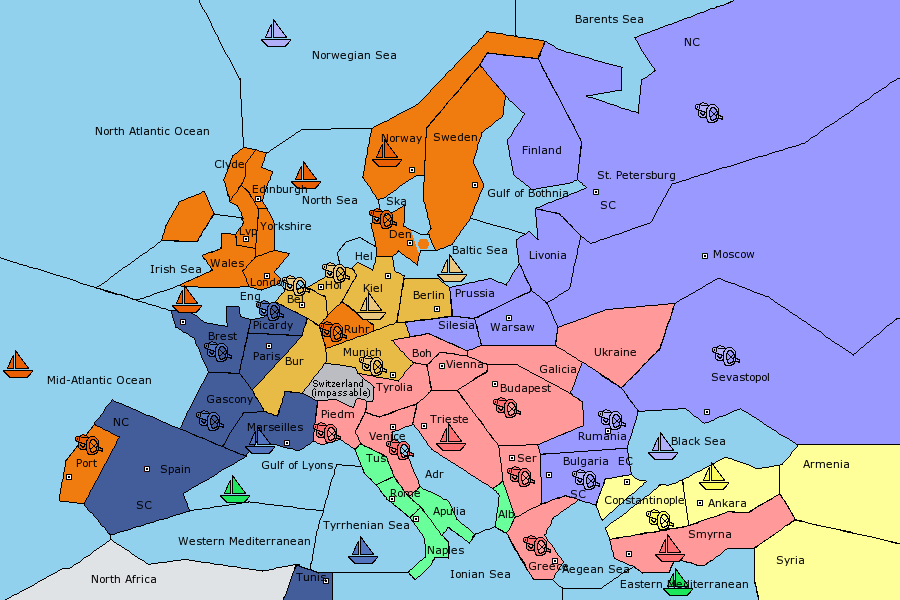 Barents Sea
NC
Norwegian Sea
North Atlantic Ocean
Norway
Sweden
Finland
Clyde
Edinburgh
North Sea
Ska
Gulf of Bothnia
St. Petersburg
SC
Lvp
Yorkshire
Den
Baltic Sea
Livonia
Moscow
Irish Sea
Wales
London
Hel
Hol
Kiel
Berlin
Prussia
Eng
Bel
Picardy
Ruhr
Silesia
Warsaw
Brest
Paris
Bur
Munich
Boh
Vienna
Galicia
Ukraine
Mid-Atlantic Ocean
Switzerland
(impassable)
Tyrolia
Budapest
Sevastopol
Gascony
NC
Piedm
Marseilles
Venice
Trieste
Rumania
Black Sea
Port
Spain
Gulf of Lyons
Tus
Ser
Bulgaria
EC
Armenia
SC
Adr
Rome
SC
Constantinople
Ankara
Apulia
Alb
Tyrrhenian Sea
Western Mediterranean
Naples
Smyrna
Syria
North Africa
Tunis
Ionian Sea
Greece
Aegean Sea
Eastern Mediterranean